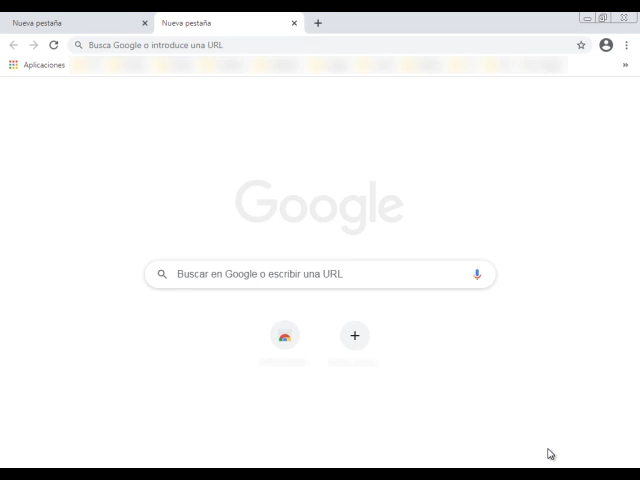 Nueva pestaña
Nueva pestaña
Busca Google o introduce una URL
Aplicaciones
Google
Buscar en Google o escribir una URL